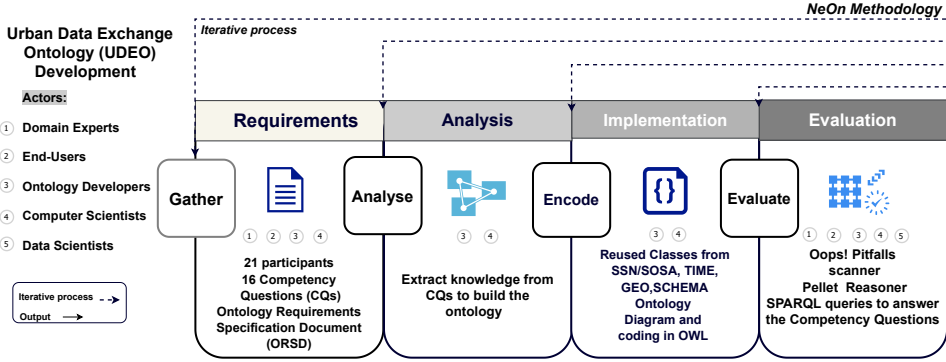 NeOn Methodology
Urban Data Exchange
Ontology (UDEO)
Development
Iterative process
Actors:
1 Domain Experts
2 End-Users
3 Ontology Developers
4 Computer Scientists
5 Data Scientists
Iterative process
Output
Requirements
Analysis
Implementation
Evaluation
Gather
1 2 3 4
21 participants
16 Competency
Questions (CQs)
Ontology Requirements
Specification Document
(ORSD)
Analyse
3 4
Extract knowledge from
CQs to build the
ontology
Encode
{}
3 4
Reused Classes from
SSN/SOSA, TIME,
GEO,SCHEMA
Ontology
Diagram and
coding in OWL
Evaluate
1 2 3 4 5
Oops! Pitfalls
scanner
Pellet Reasoner
SPARQL queries to answer
the Competency Questions